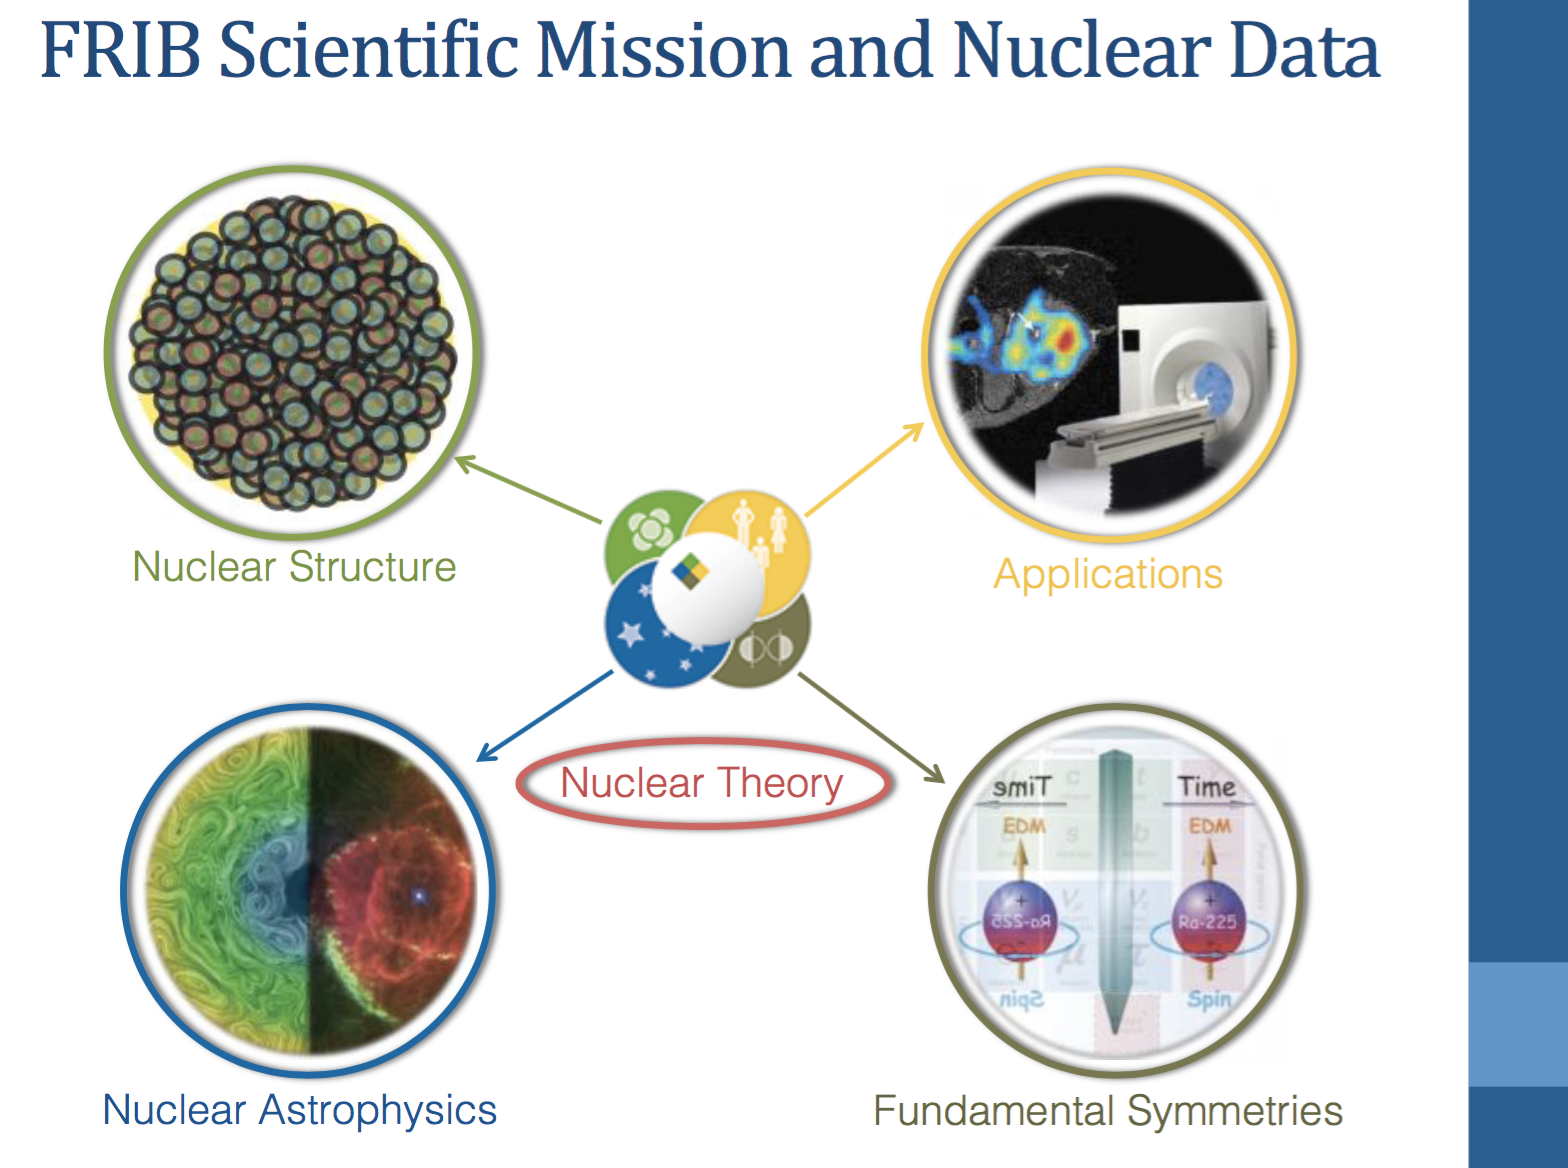 FRIB Scientific Mission and Nuclear Data
Nuclear Structure
Applications
Nuclear Theory
Time
Time
EDM
EDM
Ra-225
Ra-225
Spin
Spin
Nuclear Astrophysics
Fundamental Symmetries